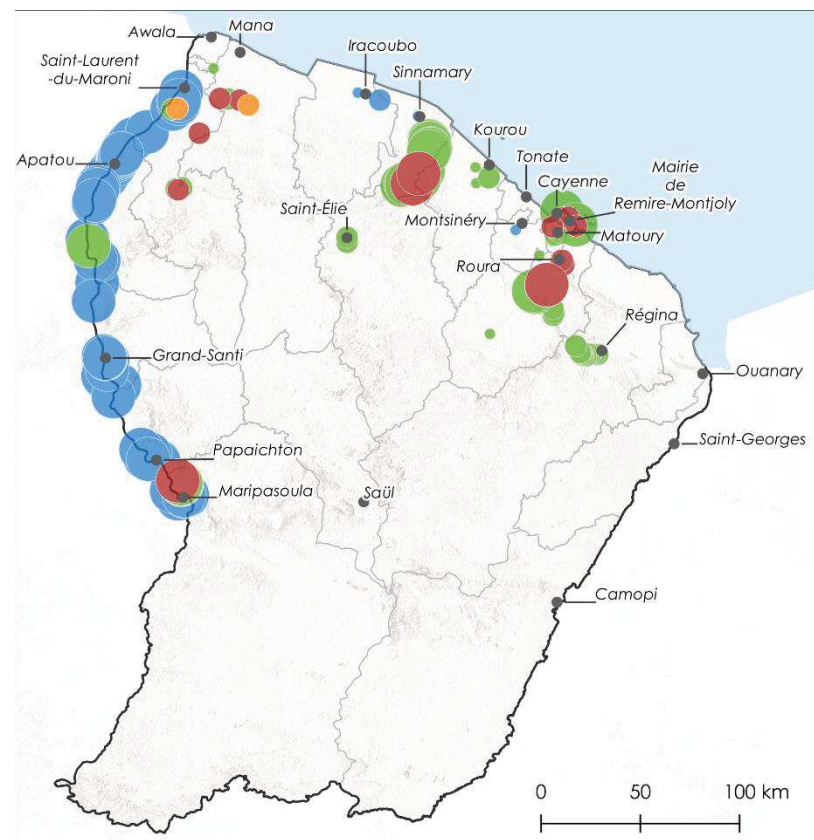 Awala
Mana
Saint-Laurent
-du-Maroni
Iracoubo
Sinnamary
Apatou
Kourou
Tonate
Cayenne
Mairie
de
Remire-Montjoly
Saint-Élie
Montsinéry
Matoury
Roura
Régina
Grand-Santi
Ouanary
Saint-Georges
Papaichton
Maripasoula
Saül
Camopi
0 50 100 km